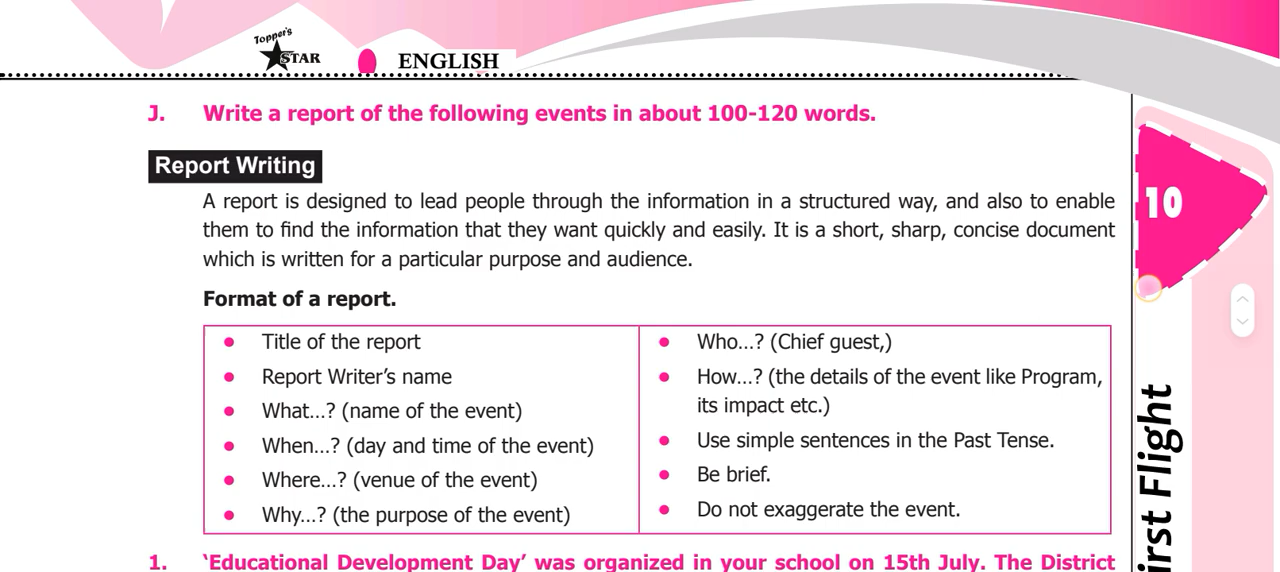 Topper's
STAR
ENGLISH
J. Write a report of the following events in about 100-120 words.
Report Writing
A report is designed to lead people through the information in a structured way, and also to enable
them to find the information that they want quickly and easily. It is a short, sharp, concise document
which is written for a particular purpose and audience.
Format of a report.
● Title of the report
● Report Writer's name
● What...? (name of the event)
● When...? (day and time of the event)
● Where...? (venue of the event)
● Why...? (the purpose of the event)
● Who...? (Chief guest,)
● How...? (the details of the event like Program,
its impact etc.)
● Use simple sentences in the Past Tense.
● Be brief.
● Do not exaggerate the event.
1. 'Educational Development Day' was organized in your school on 15th July. The District
10
irst Flight